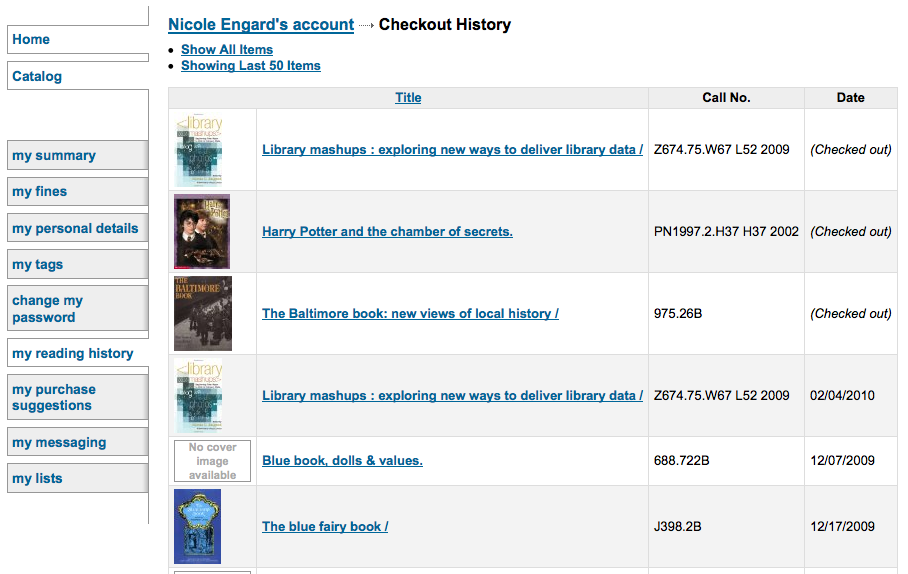 Home
Catalog
my summary
my fines
my personal details
my tags
change my
password
my reading history
my purchase
suggestions
my messaging
my lists
Nicole Engard's account Checkout History
Show All Items
Showing Last 50 Items
Title Call No. Date
<library
mashups>
Library mashups : exploring new ways to deliver library data / Z674.75.W67 L52 2009 (Checked out)
Harry Potter and the chamber of secrets. PN1997.2.H37 H37 2002 (Checked out)
THE
BALTIMORE
BOOK
The Baltimore book: new views of local history / 975.26B (Checked out)
<library
mashups>
Library mashups : exploring new ways to deliver library data / Z674.75.W67 L52 2009 02/04/2010
No cover
image
available
Blue book, dolls & values. 688.722B 12/07/2009
The blue fairy book / J398.2B 12/17/2009